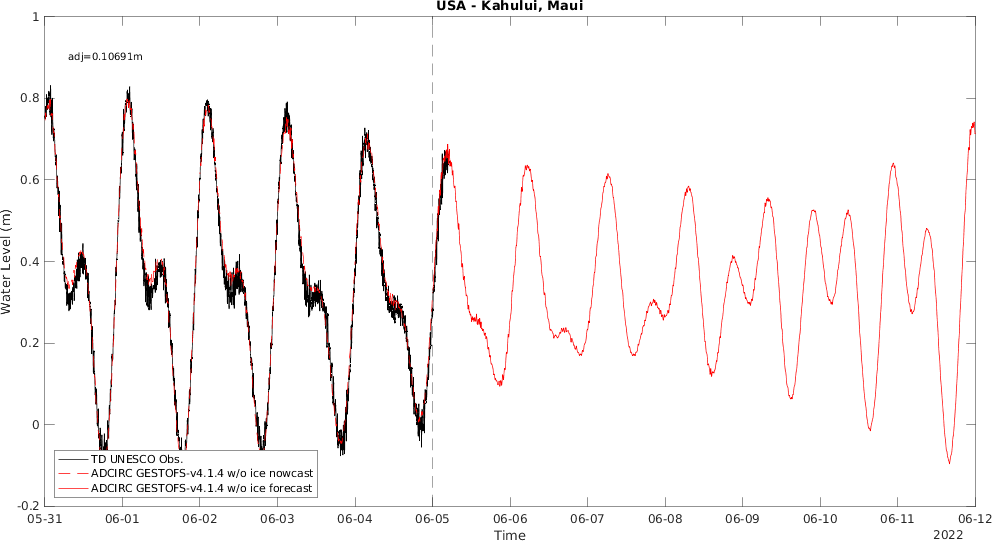 USA - Kahului, Maui
1
adj=0.10691m
0.8
0.6
0.4
0.2
0
-0.2
Water Level (m)
TD UNESCO Obs.
ADCIRC GESTOFS-v4.1.4 w/o ice nowcast
ADCIRC GESTOFS-v4.1.4 w/o ice forecast
05-31 06-01 06-02 06-03 06-04 06-05 06-06 06-07 06-08 06-09 06-10 06-11 06-12
Time
2022